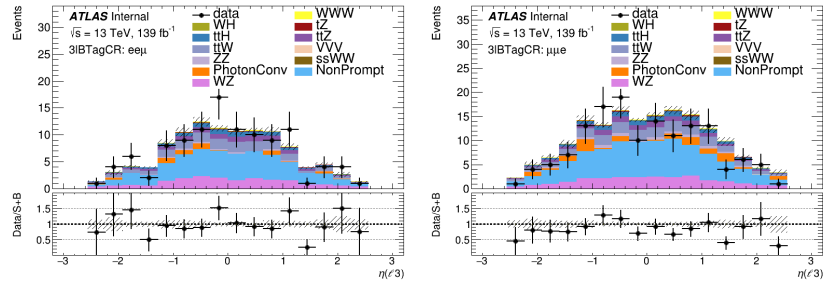 Events
ATLAS Internal
√s = 13 TeV, 139 fb⁻¹
3lBTagCR: eeμ
data
WH
ttH
ttW
ZZ
PhotonConv
WZ
WWW
tZ
ttZ
VVV
ssWW
NonPrompt
35
30
25
20
15
10
5
0
Data/S+B
1.5
1
0.5
−3 −2 −1 0 1 2 3
η(ℓ3)
Events
ATLAS Internal
√s = 13 TeV, 139 fb⁻¹
3lBTagCR: μμe
data
WH
ttH
ttW
ZZ
PhotonConv
WZ
WWW
tZ
ttZ
VVV
ssWW
NonPrompt
35
30
25
20
15
10
5
0
Data/S+B
1.5
1
0.5
−3 −2 −1 0 1 2 3
η(ℓ3)